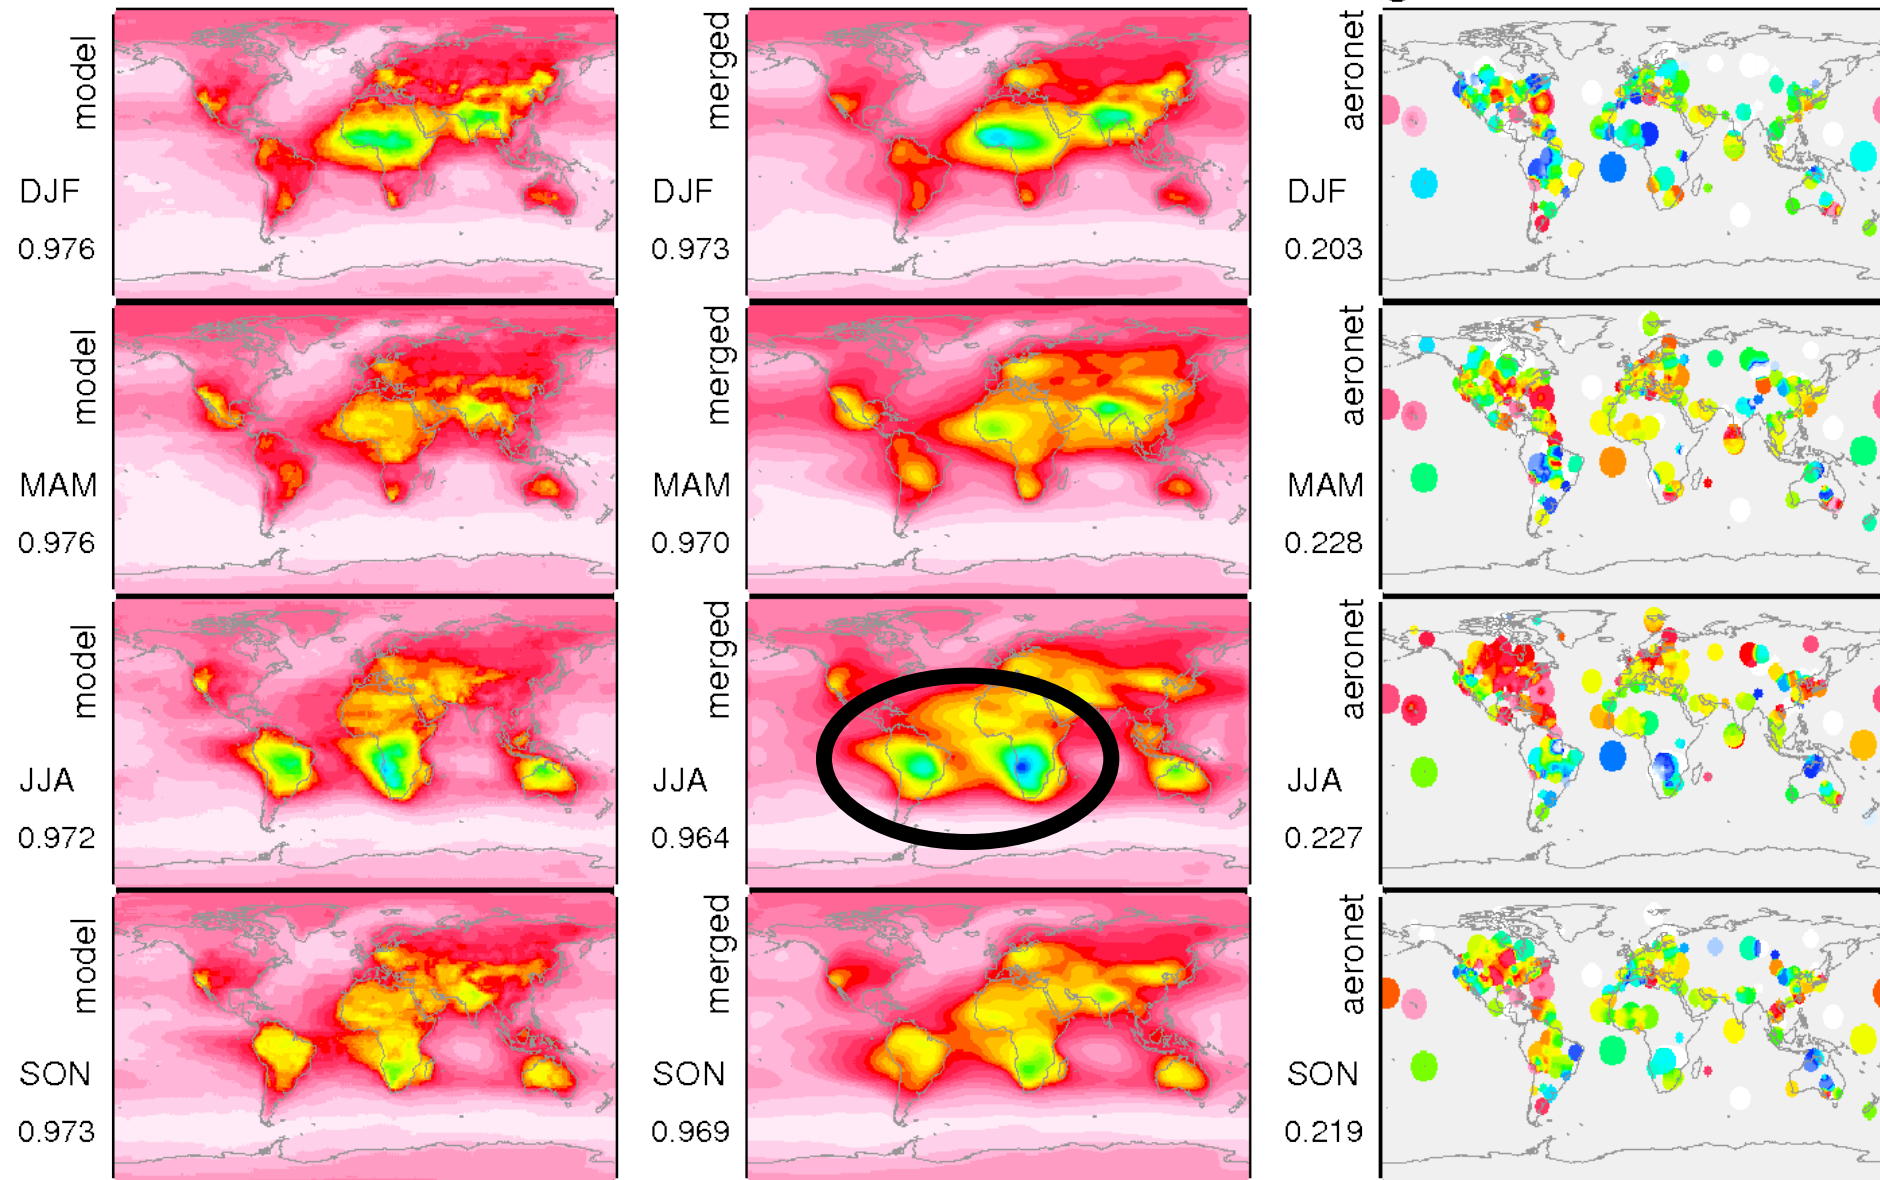 model
DJF
0.976
merged
DJF
0.973
aeronet
DJF
0.203
model
MAM
0.976
merged
MAM
0.970
aeronet
MAM
0.228
model
JJA
0.972
merged
JJA
0.964
aeronet
JJA
0.227
model
SON
0.973
merged
SON
0.969
aeronet
SON
0.219